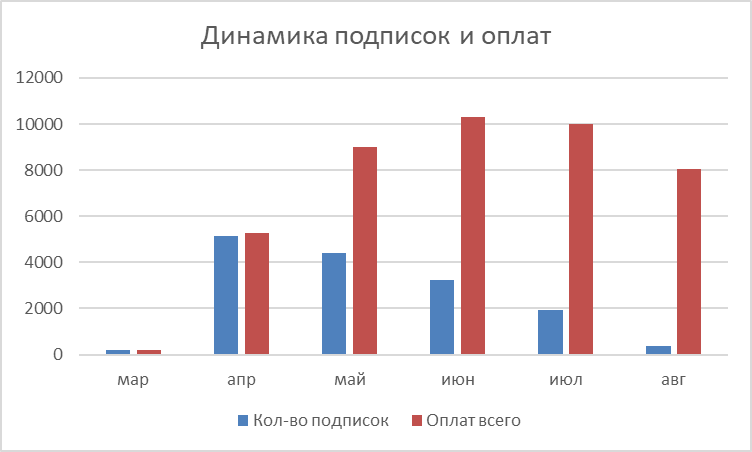 Динамика подписок и оплат
12000
10000
8000
6000
4000
2000
0
мар апр май июн июл авг
Кол-во подписок Оплат всего